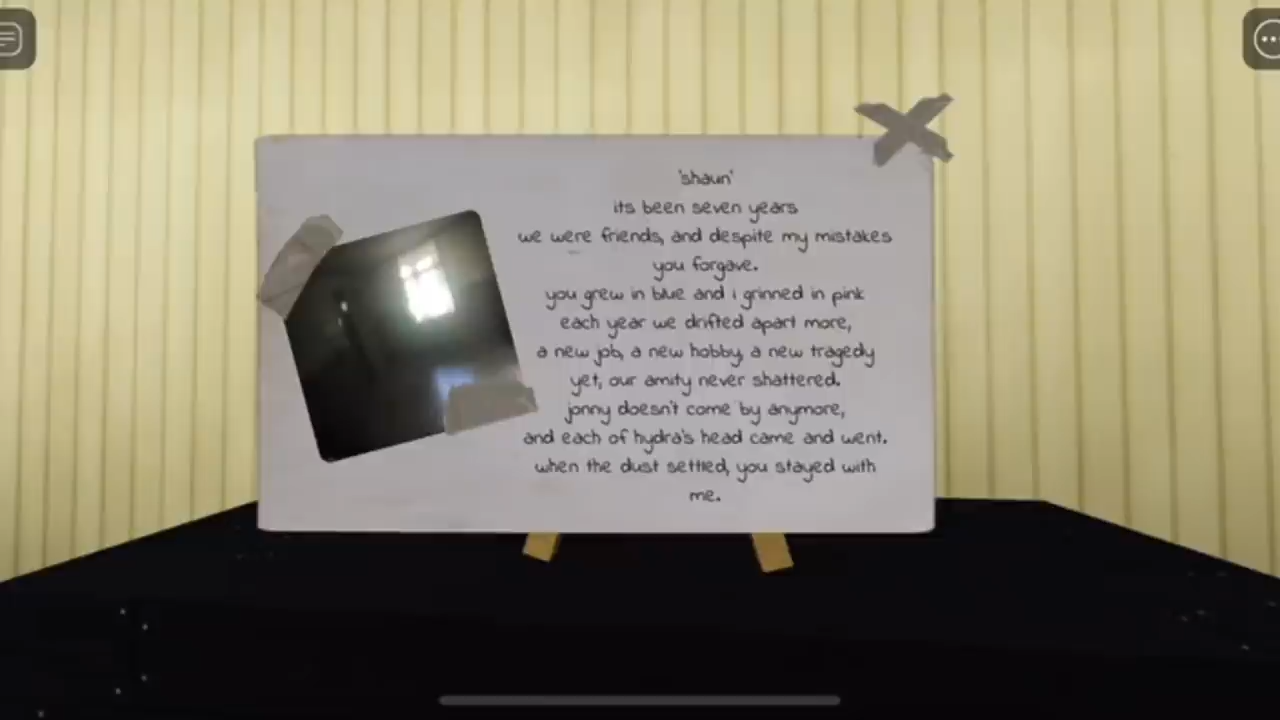 'shaun'
its been seven years
we were friends, and despite my mistakes
you forgave.
you grew in blue and i grinned in pink
each year we drifted apart more,
a new job, a new hobby, a new tragedy
yet, our amity never shattered.
jonny doesn't come by anymore,
and each of hydra's head came and went.
when the dust settled, you stayed with
me.